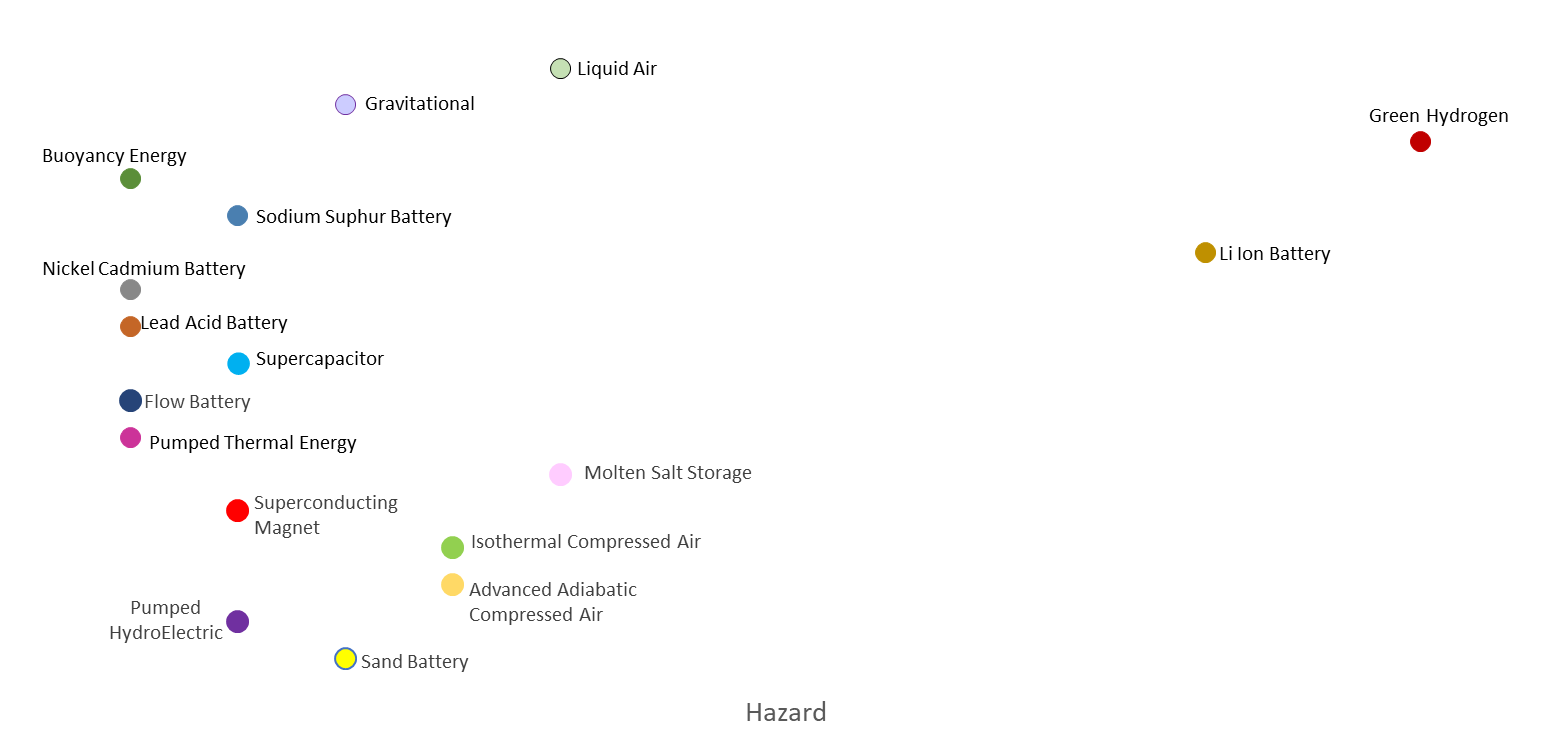 Liquid Air
Gravitational
Green Hydrogen
Buoyancy Energy
Sodium Suphur Battery
Li Ion Battery
Nickel Cadmium Battery
Lead Acid Battery
Supercapacitor
Flow Battery
Pumped Thermal Energy
Molten Salt Storage
Superconducting
Magnet
Isothermal Compressed Air
Advanced Adiabatic
Compressed Air
Pumped
HydroElectric
Sand Battery
Hazard